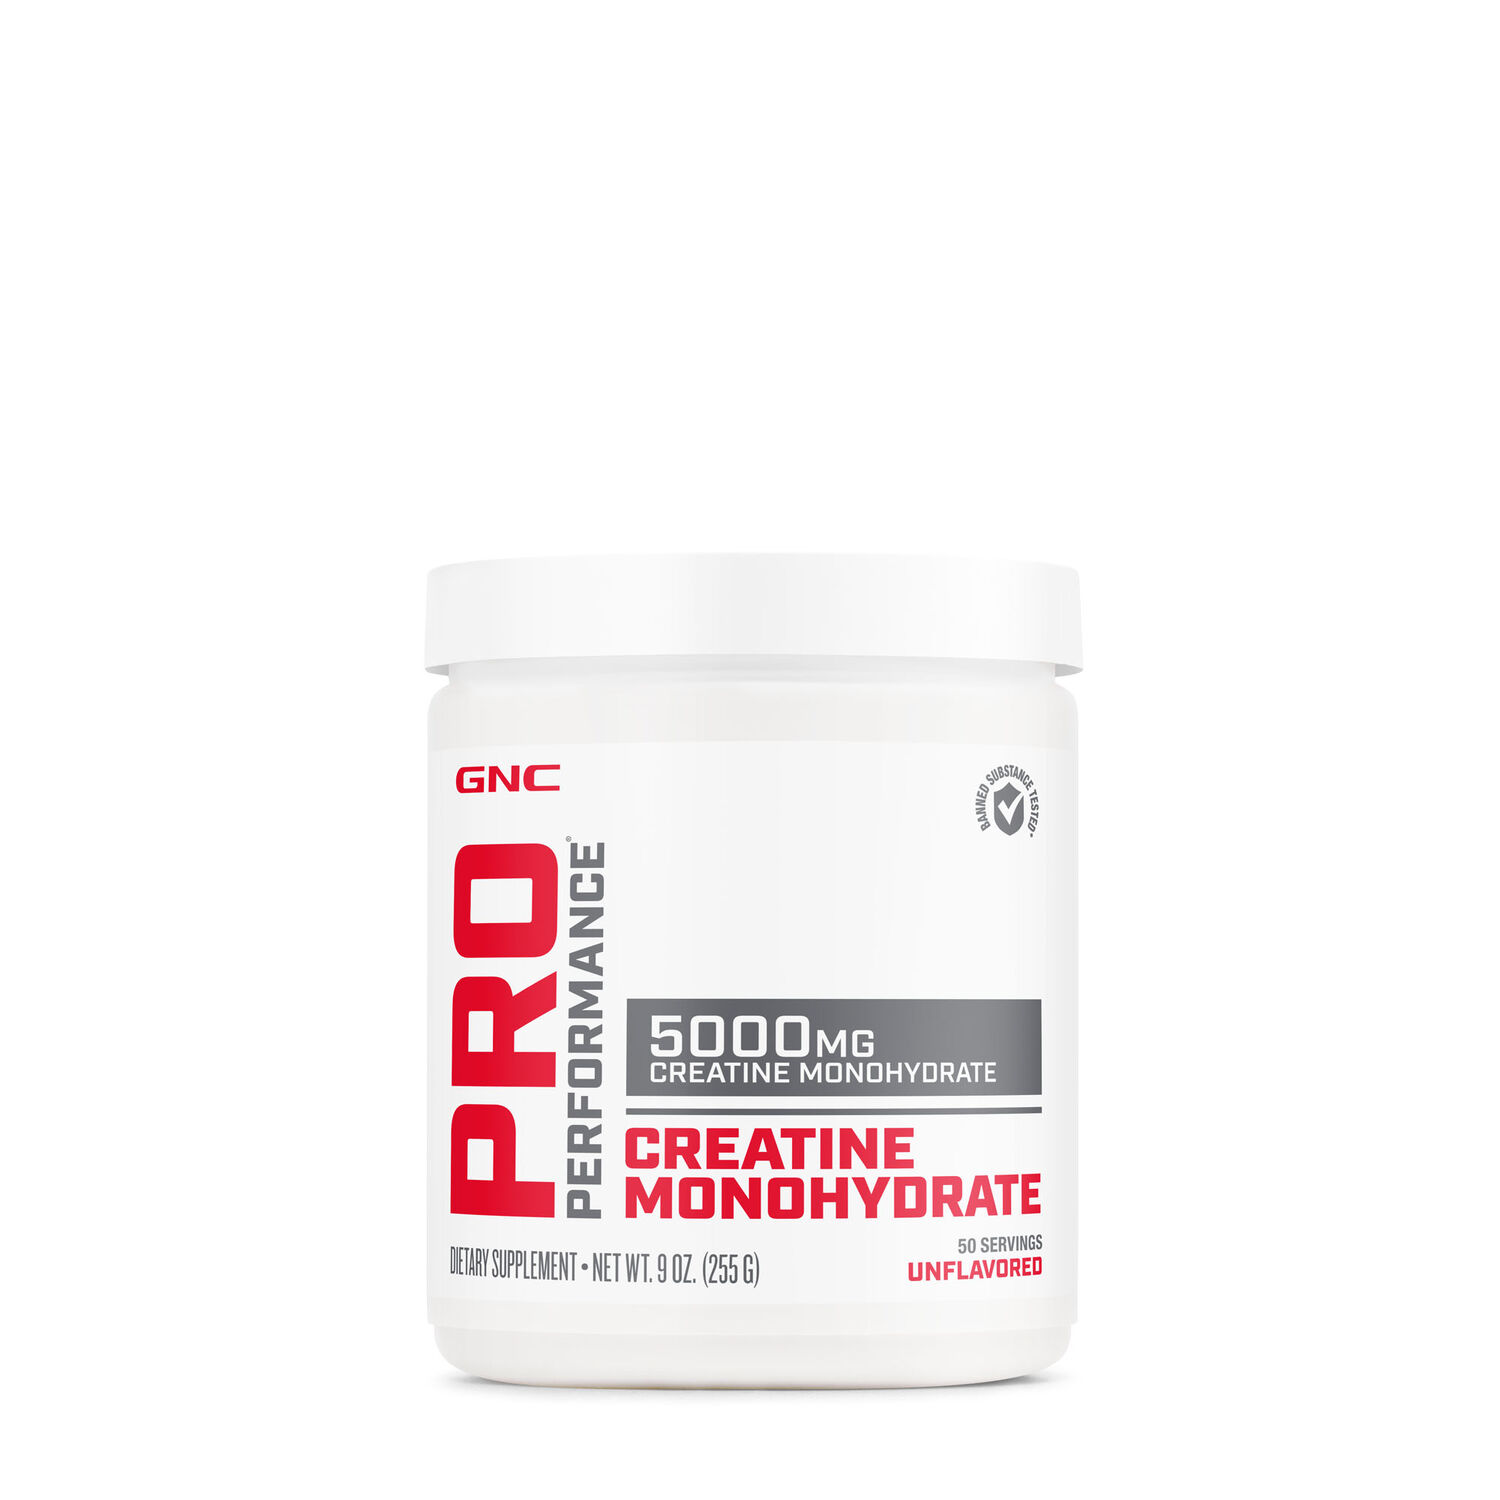 GNC
BANNED SUBSTANCE TESTED*
PRO
PERFORMANCE®
5000MG
CREATINE MONOHYDRATE
CREATINE
MONOHYDRATE
50 SERVINGS
UNFLAVORED
DIETARY SUPPLEMENT • NET WT. 9 OZ. (255 G)